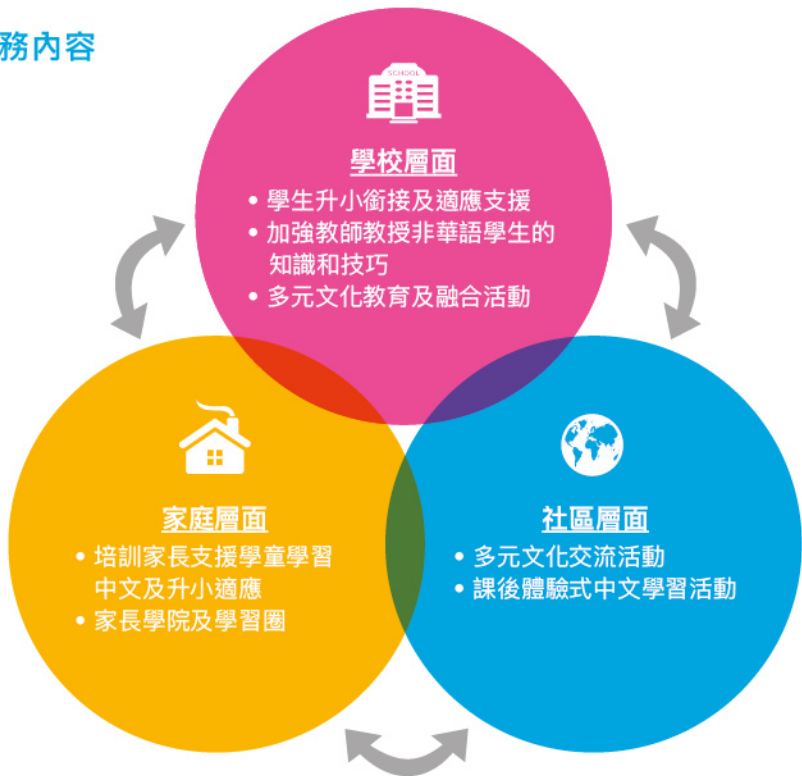 務內容
SCHOOL
學校層面
• 學生升小銜接及適應支援
• 加強教師教授非華語學生的
知識和技巧
• 多元文化教育及融合活動
家庭層面
• 培訓家長支援學童學習
中文及升小適應
• 家長學院及學習圈
社區層面
• 多元文化交流活動
• 課後體驗式中文學習活動